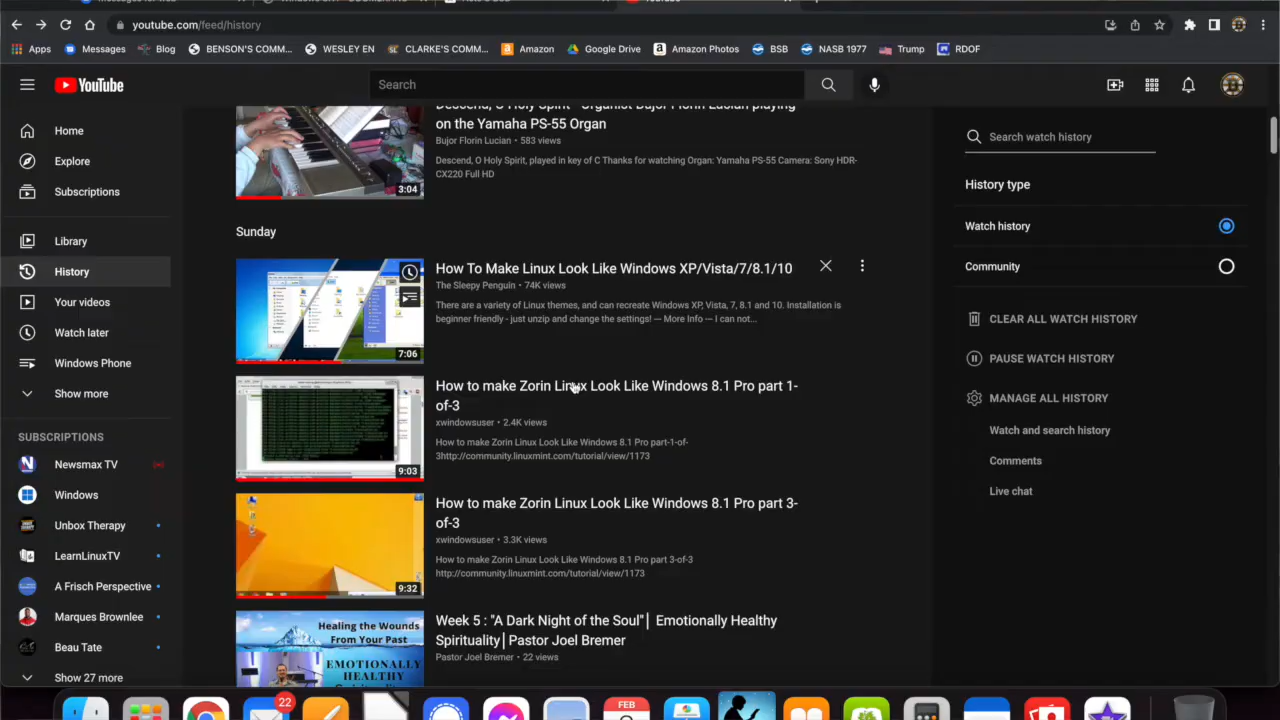 youtube.com/feed/history
Apps Messages Blog BENSON'S COMM... WESLEY EN CLARKE'S COMM... Amazon Google Drive Amazon Photos BSB NASB 1977 Trump RDOF
YouTube
Search
Home
Explore
Subscriptions
Library
History
Your videos
Watch later
Windows Phone
Show more
SUBSCRIPTIONS
Newsmax TV
Windows
Unbox Therapy
LearnLinuxTV
A Frisch Perspective
Marques Brownlee
Beau Tate
Show 27 more
Descend, O Holy Spirit - Organist Bujor Florin Lucian playing
on the Yamaha PS-55 Organ
Bujor Florin Lucian • 583 views
Descend, O Holy Spirit, played in key of C Thanks for watching Organ: Yamaha PS-55 Camera: Sony HDR-
CX220 Full HD
3:04
Sunday
How To Make Linux Look Like Windows XP/Vista/7/8.1/10
The Sleepy Penguin • 74K views
There are a variety of Linux themes, and can recreate Windows XP, Vista, 7, 8.1 and 10. Installation is
beginner friendly - just unzip and change the settings! --- More Info --- I can not...
7:06
How to make Zorin Linux Look Like Windows 8.1 Pro part 1-
of-3
xwindowsuser • 2.4K views
How to make Zorin Linux Look Like Windows 8.1 Pro part-1-of-
3http://community.linuxmint.com/tutorial/view/1173
9:03
How to make Zorin Linux Look Like Windows 8.1 Pro part 3-
of-3
xwindowsuser • 3.3K views
How to make Zorin Linux Look Like Windows 8.1 Pro part 3-of-3
http://community.linuxmint.com/tutorial/view/1173
9:32
Week 5 : "A Dark Night of the Soul"| Emotionally Healthy
Spirituality|Pastor Joel Bremer
Pastor Joel Bremer • 22 views
Healing the Wounds
From Your Past
EMOTIONALLY
HEALTHY
Search watch history
History type
Watch history
Community
CLEAR ALL WATCH HISTORY
PAUSE WATCH HISTORY
MANAGE ALL HISTORY
Watch and search history
Comments
Live chat
22
FEB